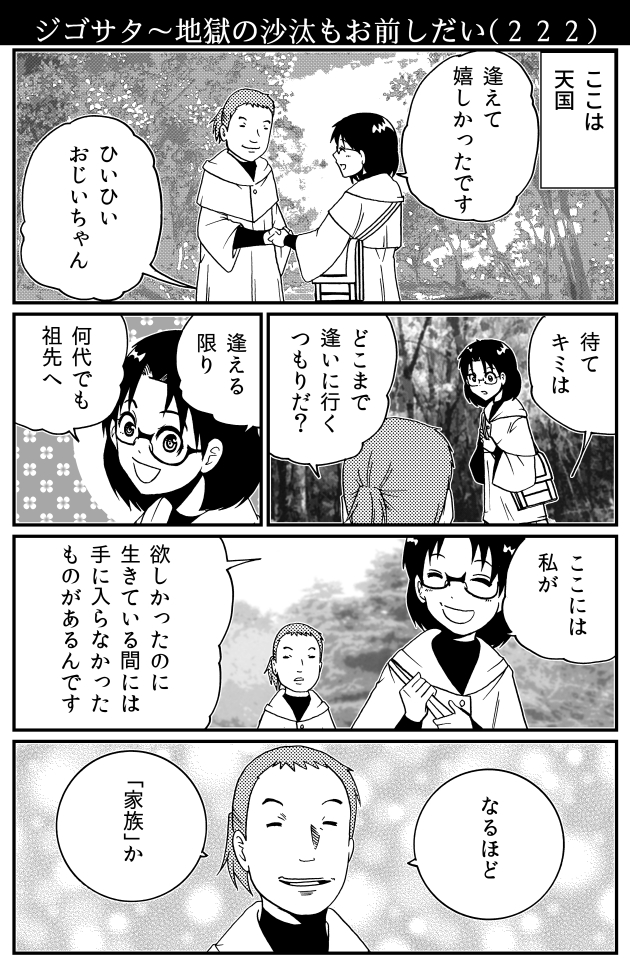 ジゴサタ～地獄の沙汰もお前しだい(２２２)
ここは
天国
逢えて
嬉しかったです
ひいひい
おじいちゃん
待て
キミは
どこまで
逢いに行く
つもりだ？
逢える
限り
何代でも
祖先へ
ここには
私が
欲しかったのに
生きている間には
手に入らなかった
ものがあるんです
なるほど
「家族」か